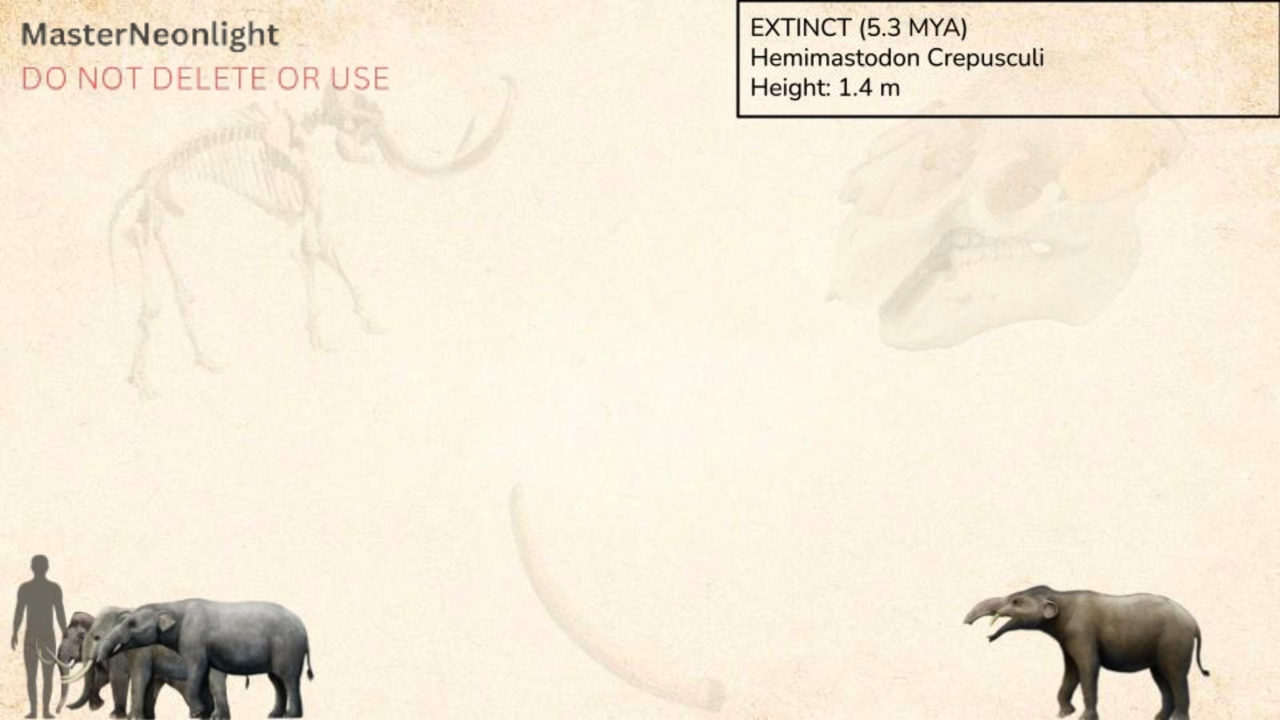 MasterNeonlight
DO NOT DELETE OR USE
EXTINCT (5.3 MYA)
Hemimastodon Crepusculi
Height: 1.4 m